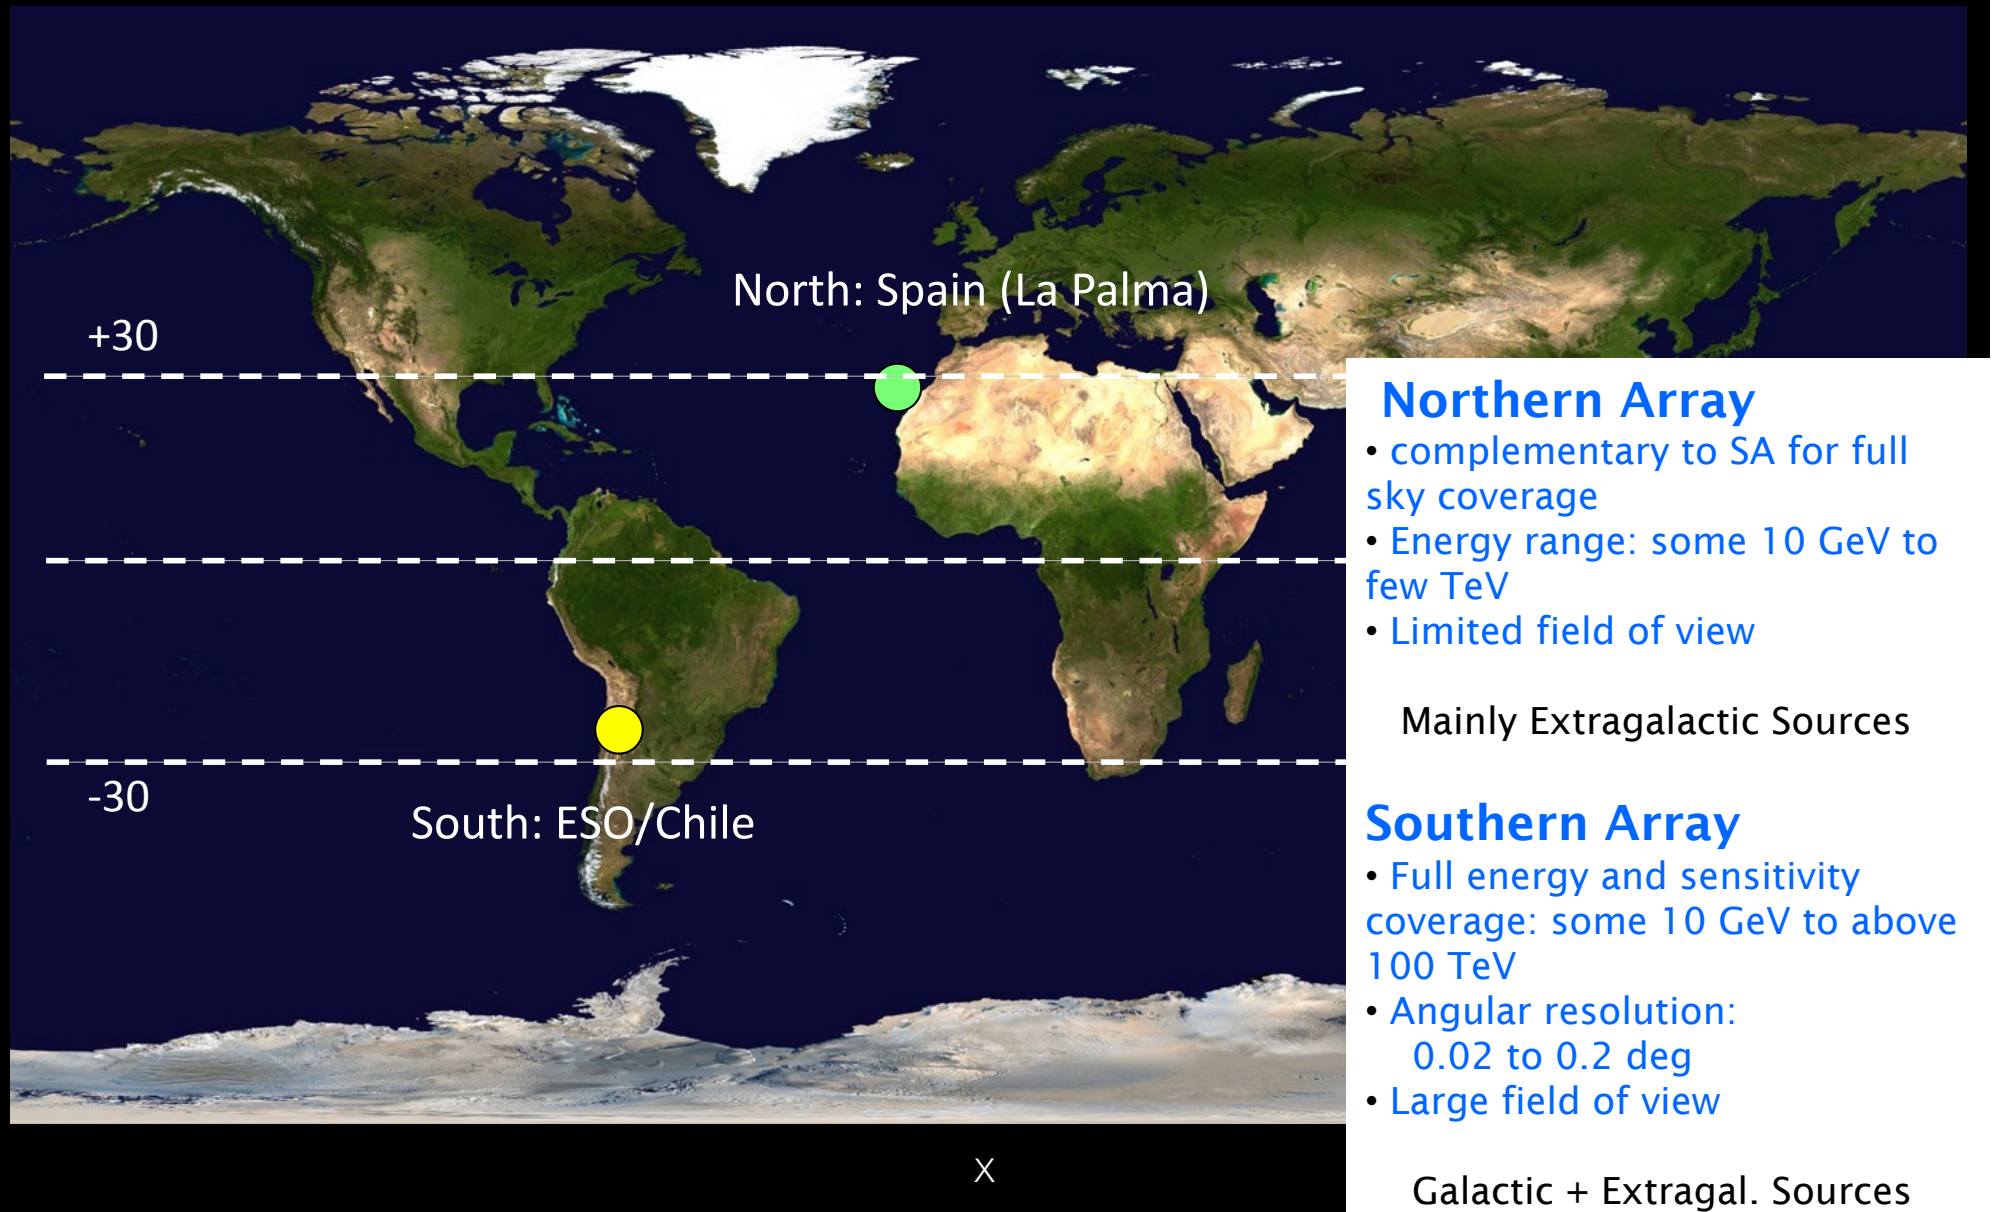 North: Spain (La Palma)
+30
-30
South: ESO/Chile
X
Northern Array
• complementary to SA for full
sky coverage
• Energy range: some 10 GeV to
few TeV
• Limited field of view
Mainly Extragalactic Sources
Southern Array
• Full energy and sensitivity
coverage: some 10 GeV to above
100 TeV
• Angular resolution:
0.02 to 0.2 deg
• Large field of view
Galactic + Extragal. Sources